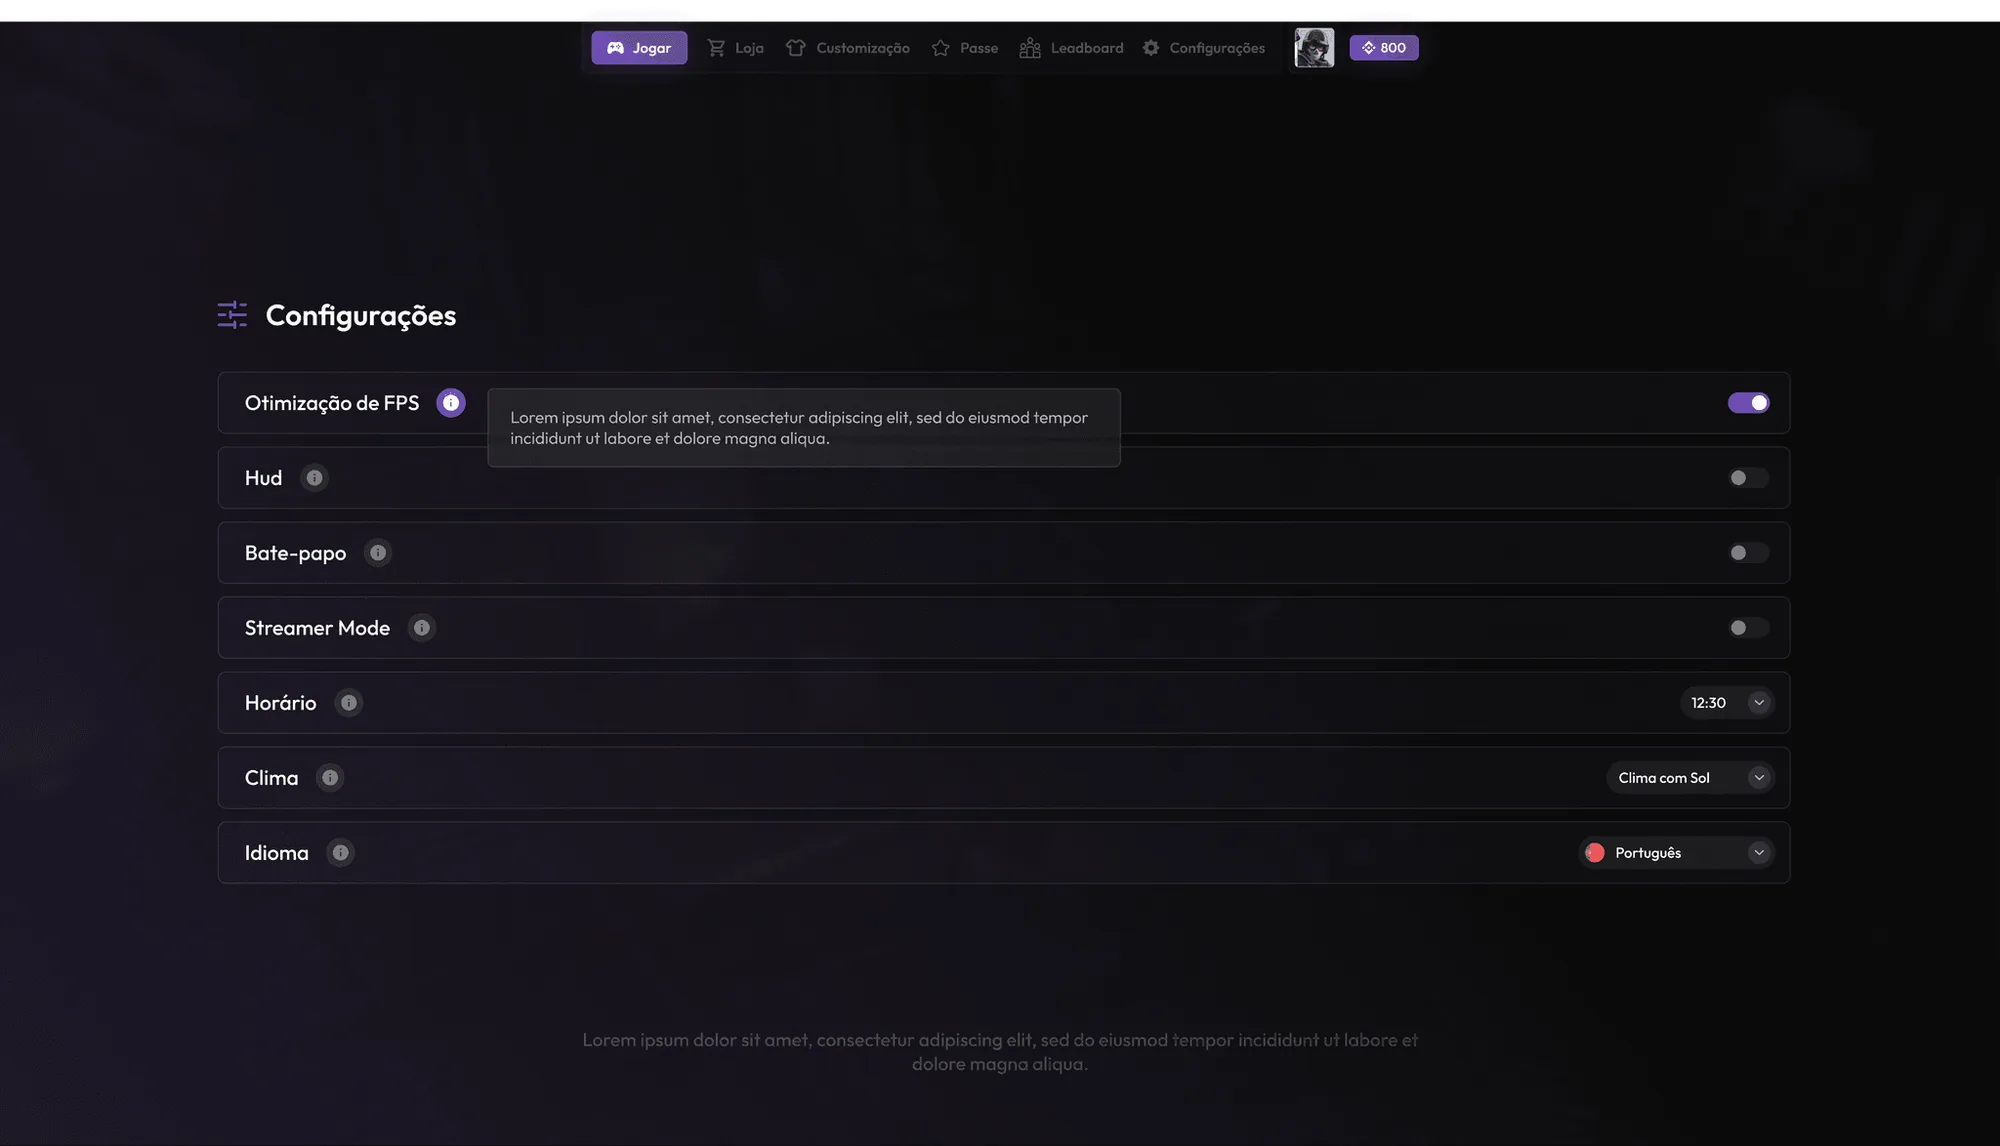 Jogar
Loja
Customização
Passe
Leadboard
Configurações
800
Configurações
Otimização de FPS
Lorem ipsum dolor sit amet, consectetur adipiscing elit, sed do eiusmod tempor
incididunt ut labore et dolore magna aliqua.
Hud
Bate-papo
Streamer Mode
Horário
12:30
Clima
Clima com Sol
Idioma
Português
Lorem ipsum dolor sit amet, consectetur adipiscing elit, sed do eiusmod tempor incididunt ut labore et
dolore magna aliqua.